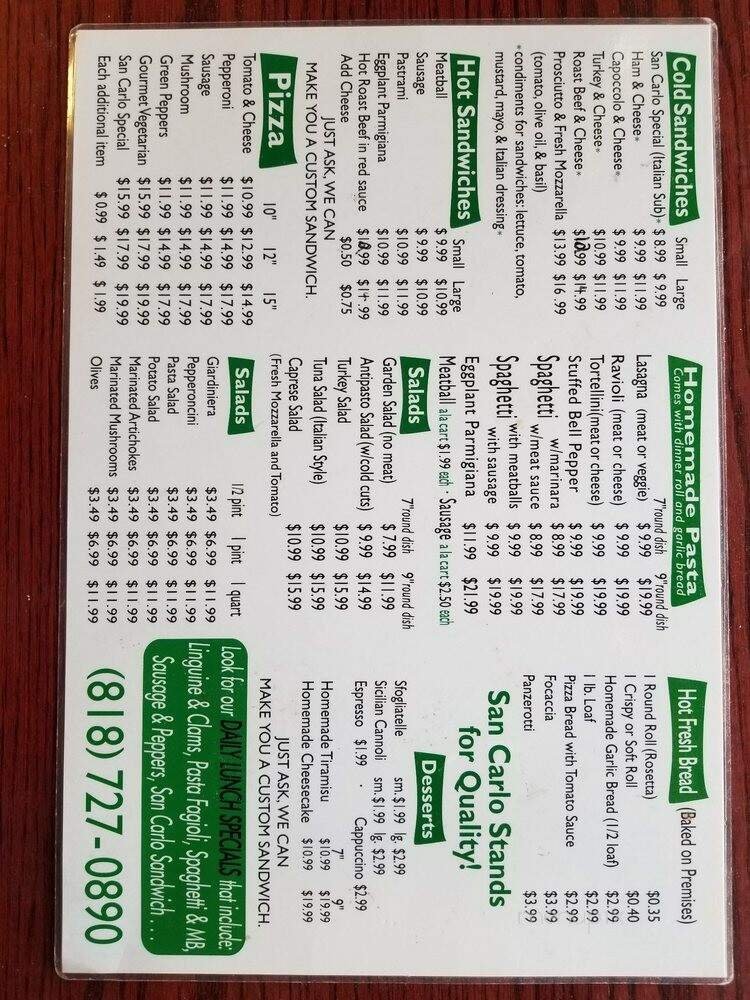 Cold Sandwiches Small Large
San Carlo Special (Italian Sub)* $ 8.99 $ 9.99
Ham & Cheese* $ 9.99 $ 11.99
Capoccolo & Cheese* $ 9.99 $ 11.99
Turkey & Cheese* $ 10.99 $ 11.99
Roast Beef & Cheese* $ 99 $ 14.99
Prosciutto & Fresh Mozzarella $ 13.99 $ 16.99
(tomato, olive oil, & basil)
*condiments for sandwiches: lettuce, tomato,
mustard, mayo, & Italian dressing*
Hot Sandwiches Small Large
Meatball $ 9.99 $ 10.99
Sausage $ 9.99 $ 10.99
Pastrami $ 10.99 $ 11.99
Eggplant Parmigiana $ 10.99 $ 11.99
Hot Roast Beef in red sauce 99 $ 14.99
Add Cheese $0.50 $0.75
JUST ASK, WE CAN
MAKE YOU A CUSTOM SANDWICH.
Pizza 10" 12" 15"
Tomato & Cheese $ 10.99 $ 12.99 $ 14.99
Pepperoni $ 11.99 $ 14.99 $ 17.99
Sausage $ 11.99 $ 14.99 $ 17.99
Mushroom $ 11.99 $ 14.99 $ 17.99
Green Peppers $ 11.99 $ 14.99 $ 17.99
Gourmet Vegetarian $ 15.99 $ 17.99 $ 19.99
San Carlo Special $ 15.99 $ 17.99 $ 19.99
Each additional item $ 0.99 $ 1.49 $ 1.99
Homemade Pasta
Comes with dinner roll and garlic bread
7"round dish 9"round dish
Lasagna (meat or veggie) $ 9.99 $19.99
Ravioli (meat or cheese) $ 9.99 $19.99
Tortellini(meat or cheese) $ 9.99 $19.99
Stuffed Bell Pepper $ 9.99 $19.99
Spaghetti w/marinara $ 8.99 $17.99
Spaghetti w/meat sauce $ 8.99 $17.99
Spaghetti with meatballs $ 9.99 $19.99
with sausage $ 9.99 $19.99
Eggplant Parmigiana $11.99 $21.99
Meatball a la cart $1.99 each · Sausage a la cart $2.50 each
Salads 7"round dish 9"round dish
Garden Salad (no meat) $ 7.99 $11.99
Antipasto Salad (w/cold cuts) $ 9.99 $14.99
Turkey Salad $10.99 $15.99
Tuna Salad (Italian Style) $10.99 $15.99
Caprese Salad $10.99 $15.99
(Fresh Mozzarella and Tomato)
Salads 1/2 pint 1 pint 1 quart
Giardiniera $3.49 $6.99 $11.99
Pepperoncini $3.49 $6.99 $11.99
Pasta Salad $3.49 $6.99 $11.99
Potato Salad $3.49 $6.99 $11.99
Marinated Artichokes $3.49 $6.99 $11.99
Marinated Mushrooms $3.49 $6.99 $11.99
Olives $3.49 $6.99 $11.99
Hot Fresh Bread (Baked on Premises)
1 Round Roll (Rosetta) $0.35
1 Crispy or Soft Roll $0.40
Homemade Garlic Bread (1/2 loaf) $2.99
1 lb. Loaf $2.99
Pizza Bread with Tomato Sauce $2.99
Focaccia $3.99
Panzerotti $3.99
San Carlo Stands
for Quality!
Desserts
Sfogliatelle sm. $1.99 lg. $2.99
Sicilian Cannoli sm. $1.99 lg. $2.99
Espresso $1.99 · Cappuccino $2.99
7" 9"
Homemade Tiramisu $10.99 $19.99
Homemade Cheesecake $10.99 $19.99
JUST ASK, WE CAN
MAKE YOU A CUSTOM SANDWICH.
Look for our DAILY LUNCH SPECIALS that include:
Linguine & Clams, Pasta Fagioli, Spaghetti & MB,
Sausage & Peppers, San Carlo Sandwich . . .
(818) 727-0890